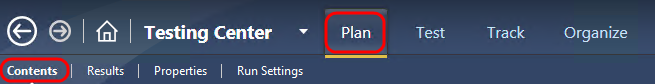 Testing Center Plan Test Track Organize
Contents | Results | Properties | Run Settings